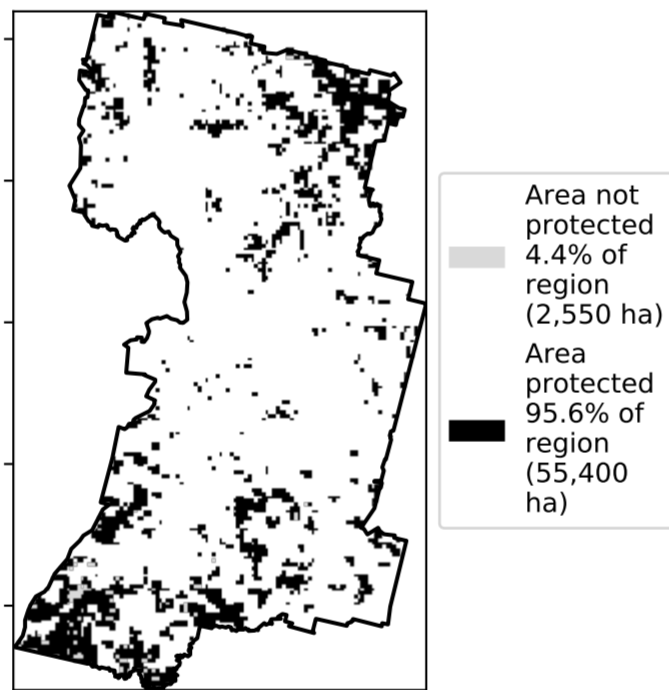 Area not
protected
4.4% of
region
(2,550 ha)
Area
protected
95.6% of
region
(55,400
ha)